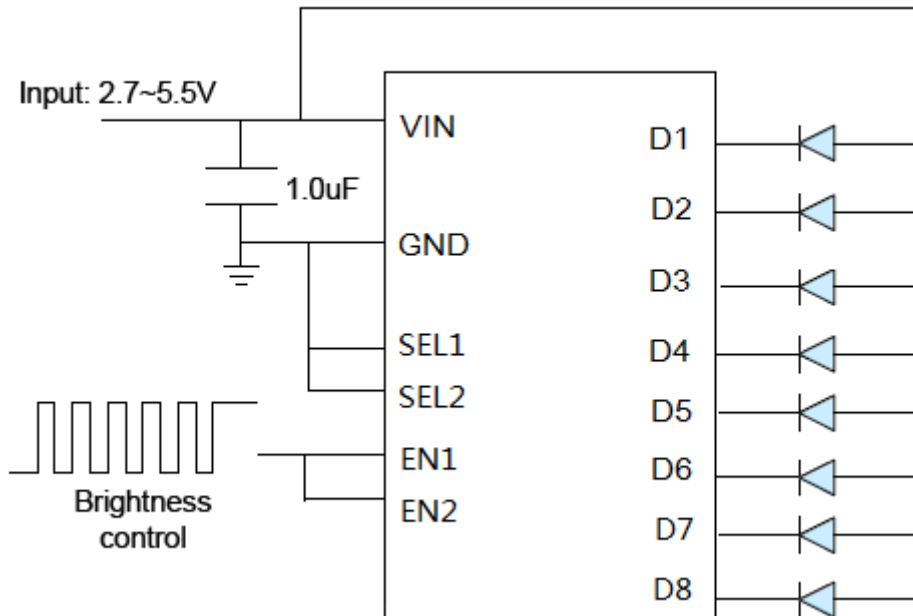 Input: 2.7~5.5V
1.0uF
VIN
GND
SEL1
SEL2
EN1
EN2
Brightness
control
D1
D2
D3
D4
D5
D6
D7
D8